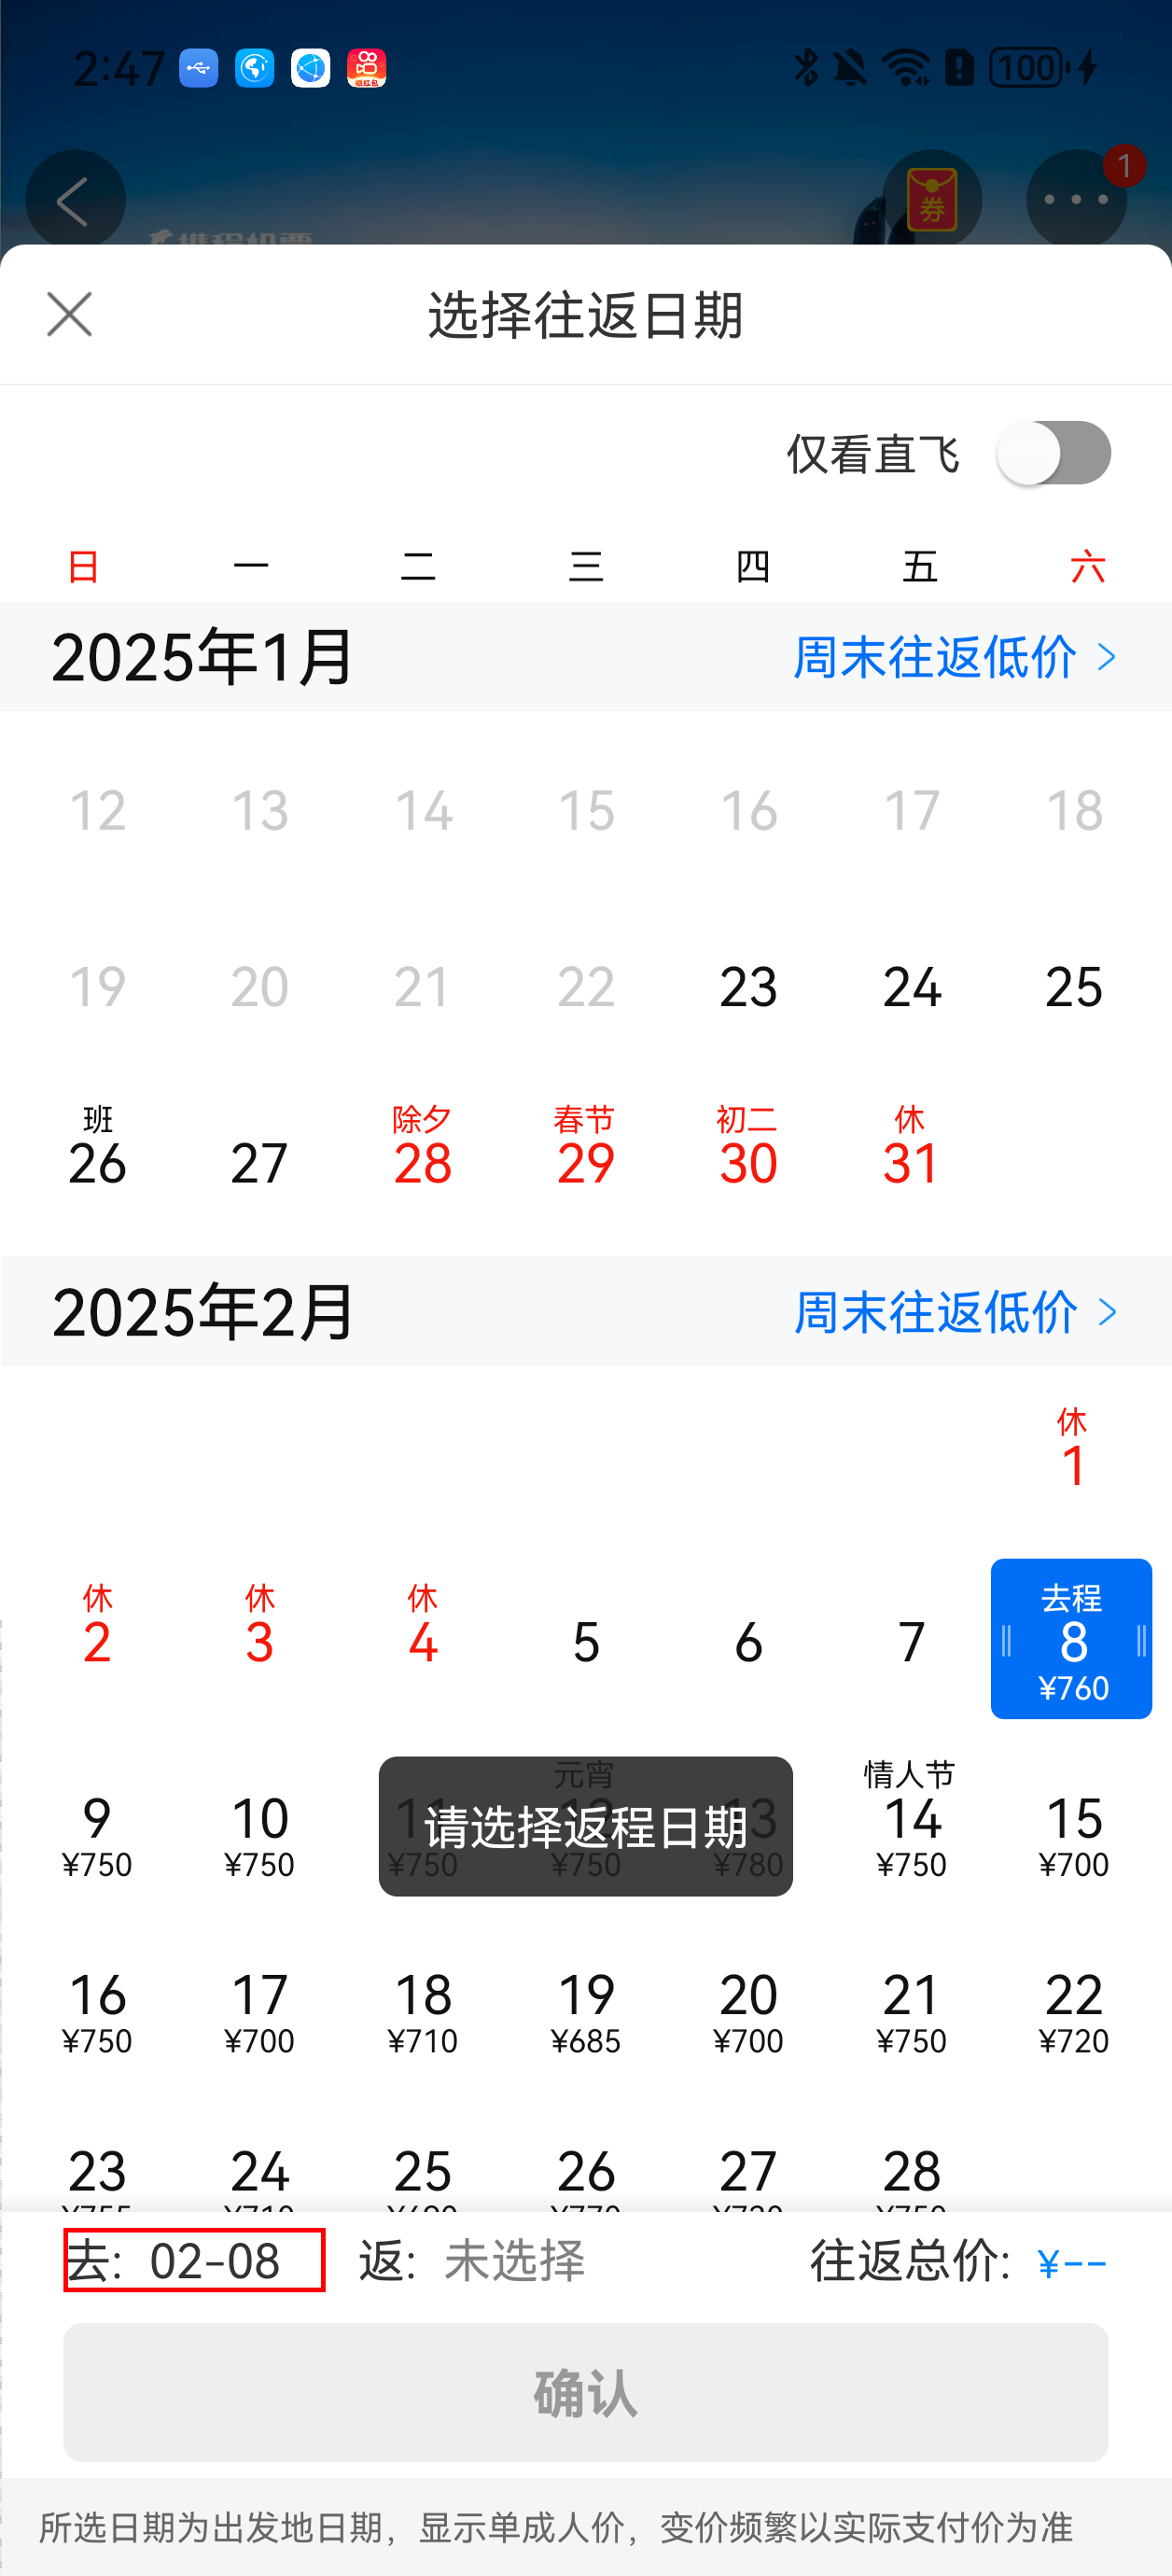 2:47
领红包
100
券
1
携程机票
选择往返日期
仅看直飞
日 一 二 三 四 五 六
2025年1月 周末往返低价 >
12 13 14 15 16 17 18
19 20 21 22 23 24 25
班 除夕 春节 初二 休
26 27 28 29 30 31
2025年2月 周末往返低价 >
休
1
休 休 休 去程
2 3 4 5 6 7 8
¥760
元宵 情人节
9 10 11 12 13 14 15
¥750 ¥750 ¥750 ¥750 ¥780 ¥750 ¥700
请选择返程日期
16 17 18 19 20 21 22
¥750 ¥700 ¥710 ¥685 ¥700 ¥750 ¥720
23 24 25 26 27 28
去: 02-08 返: 未选择 往返总价: ¥--
确认
所选日期为出发地日期，显示单成人价，变价频繁以实际支付价为准